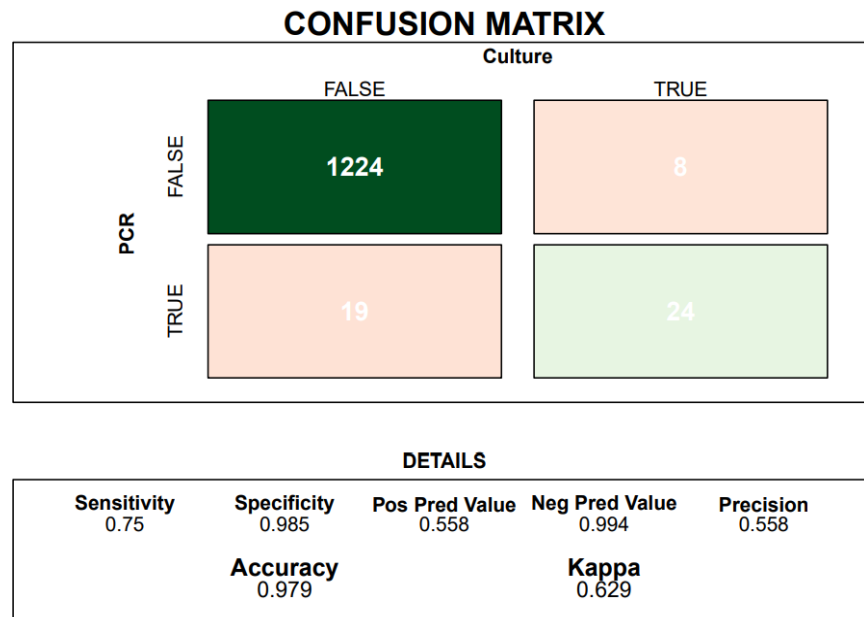 CONFUSION MATRIX
Culture
FALSE TRUE
FALSE 1224 8
PCR
TRUE 19 24
DETAILS
Sensitivity Specificity Pos Pred Value Neg Pred Value Precision
0.75 0.985 0.558 0.994 0.558
Accuracy Kappa
0.979 0.629